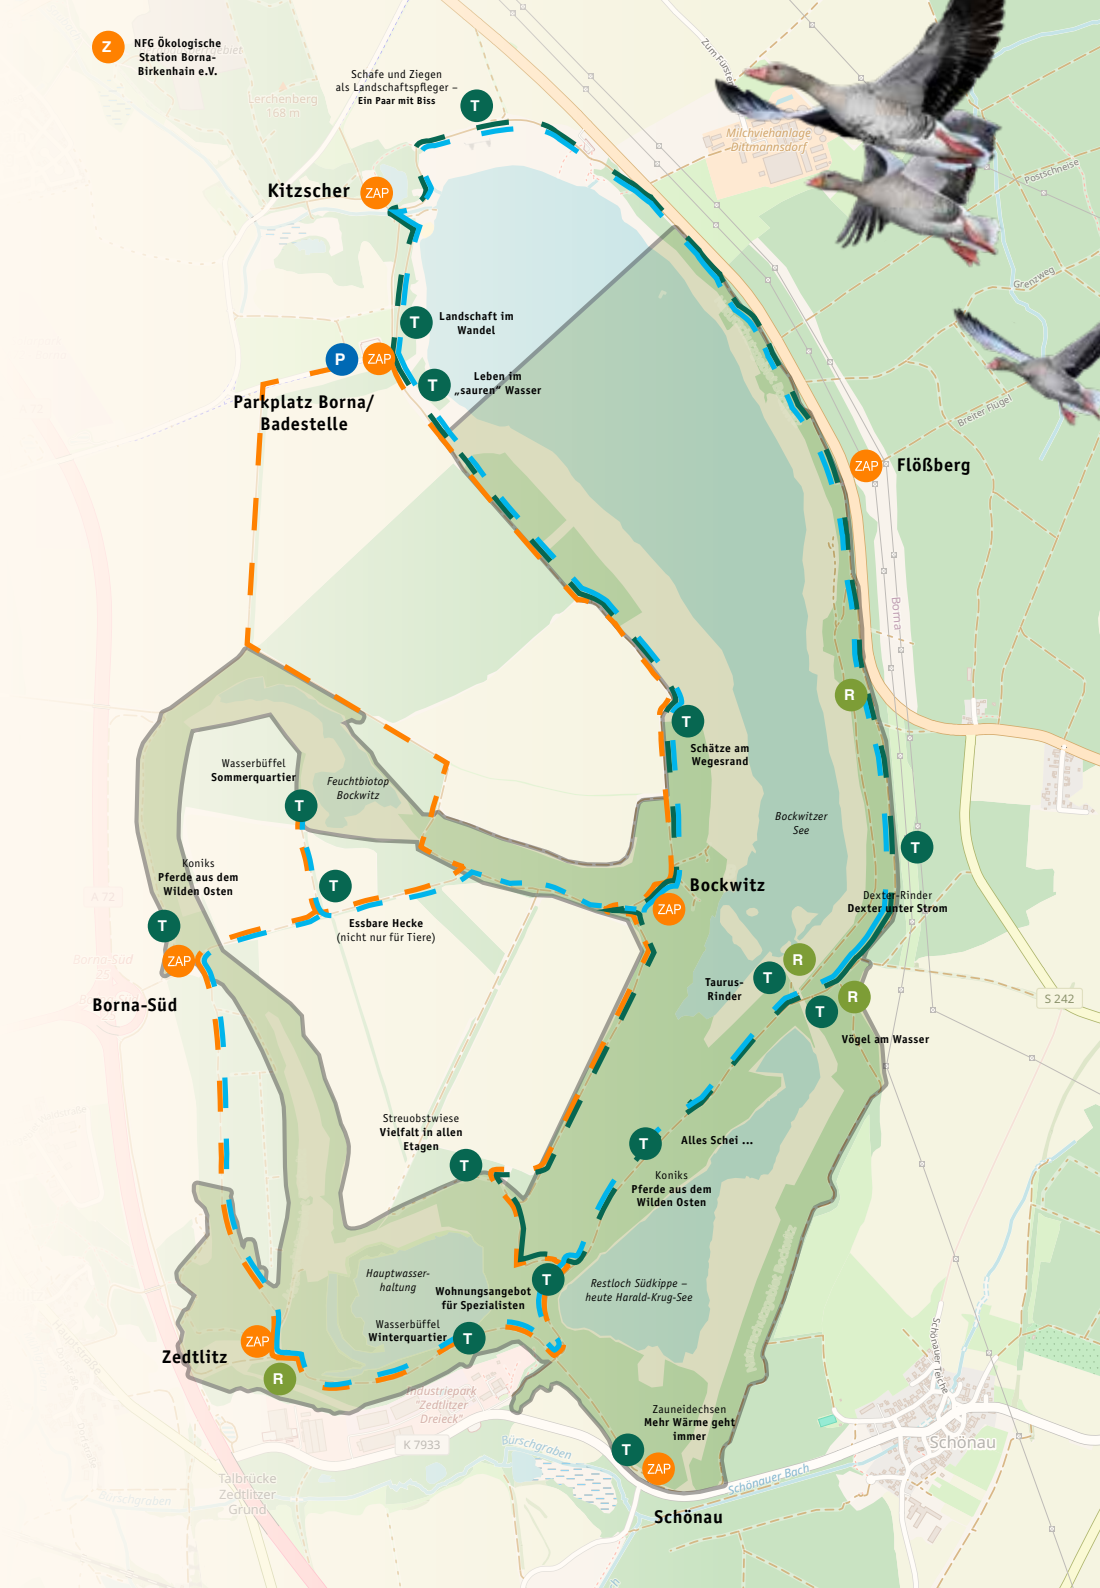 Z
NFG Ökologische
Station Borna-
Birkenhain e.V.
Lerchenberg
168 m
Schafe und Ziegen
als Landschaftspfleger –
Ein Paar mit Biss
T
Zum Fürsten
Milchviehanlage
Dittmannsdorf
Postschneise
Grenzweg
Breiter Flügel
Kitzscher
ZAP
T
Landschaft im
Wandel
P
ZAP
T
Leben im
„sauren“ Wasser
Parkplatz Borna/
Badestelle
ZAP
Flößberg
Borna
R
T
Schätze am
Wegesrand
Wasserbüffel
Sommerquartier
T
Feuchtbiotop
Bockwitz
Bockwitzer
See
T
Koniks
Pferde aus dem
Wilden Osten
T
Essbare Hecke
(nicht nur für Tiere)
Bockwitz
ZAP
Dexter-Rinder
Dexter unter Strom
A 72
T
ZAP
Borna-Süd
Borna-Süd
R
T
Taurus-
Rinder
R
T
Vögel am Wasser
S 242
Streuobstwiese
Vielfalt in allen
Etagen
T
T
Alles Schei ...
Koniks
Pferde aus dem
Wilden Osten
Hauptwasser-
haltung
Wohnungsangebot
für Spezialisten
T
Restloch Südkippe –
heute Harald-Krug-See
Wasserbüffel
Winterquartier
T
ZAP
Zedtlitz
R
Industriepark
"Zedtlitzer
Dreieck"
K 7933
Bürschgraben
Bürschgraben
Talbrücke
Zedtlitzer
Grund
Zauneidechsen
Mehr Wärme geht
immer
T
ZAP
Schönau
Schönauer Bach
Schönauer Teiche
Schönau